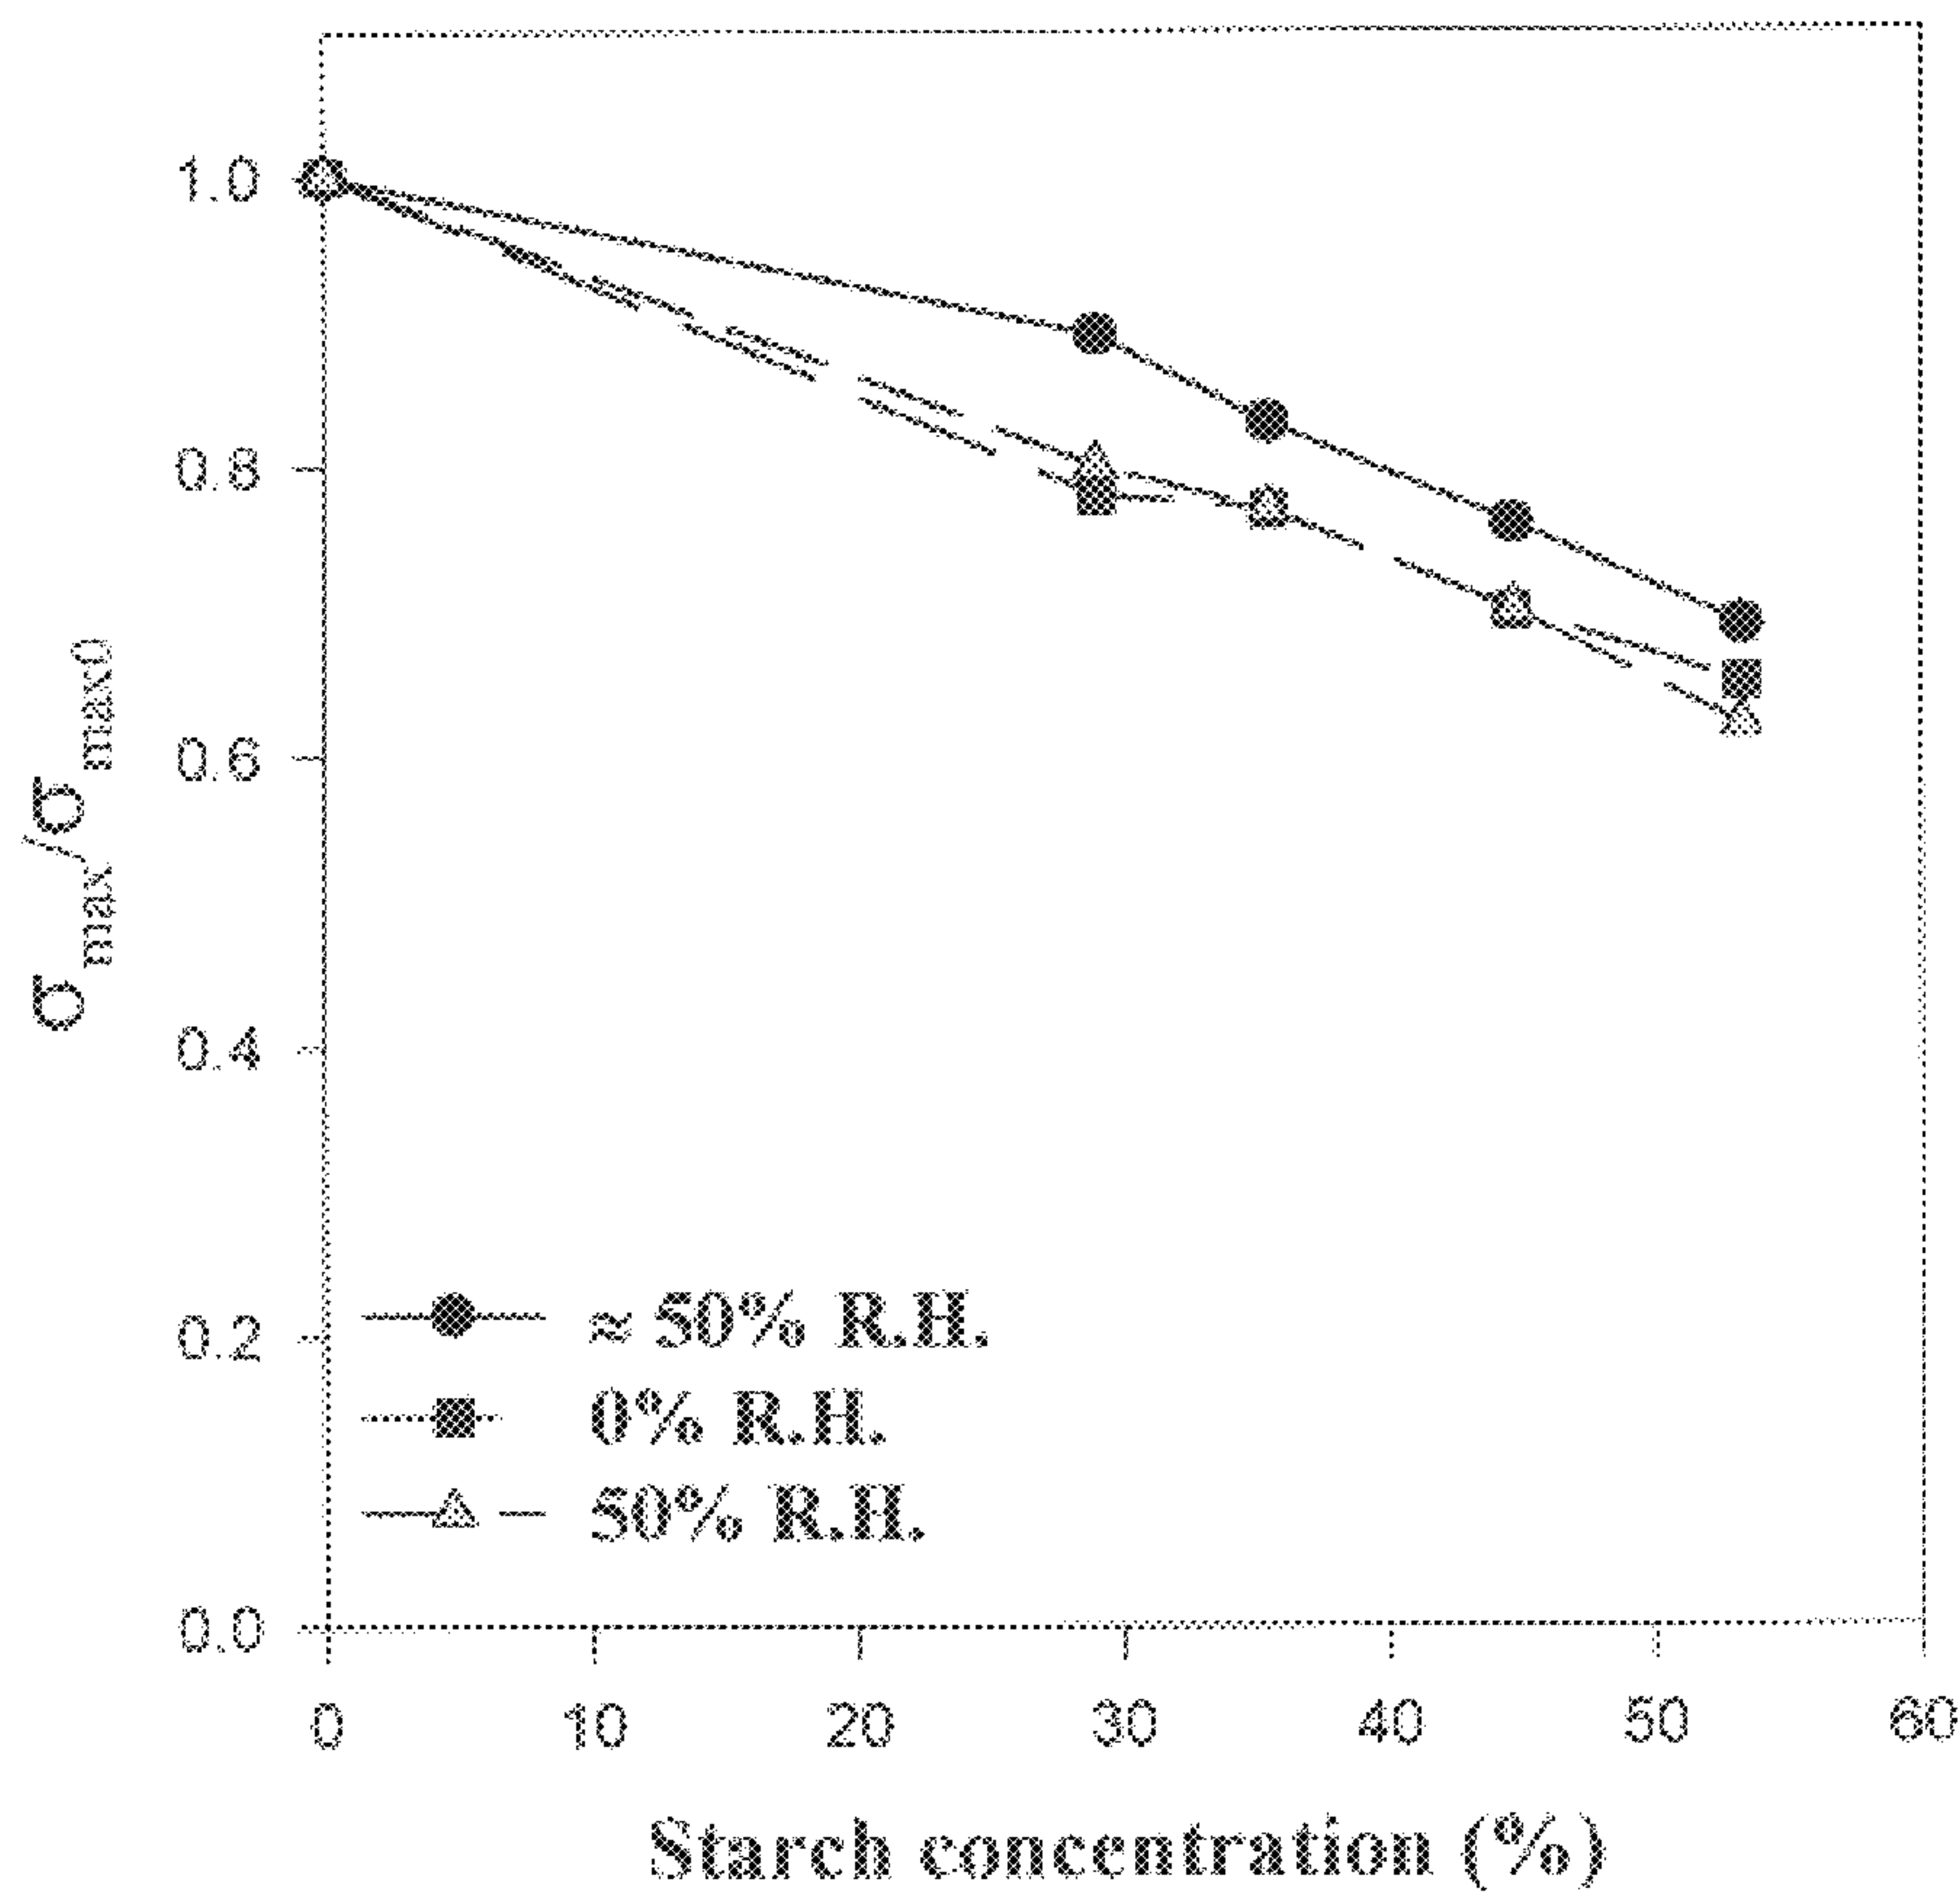 1.0
0.8
0.6
0.4
0.2
0.0
σmax/σmax0
≈ 50% R.H.
0% R.H.
50% R.H.
0 10 20 30 40 50 60
Starch concentration (%)